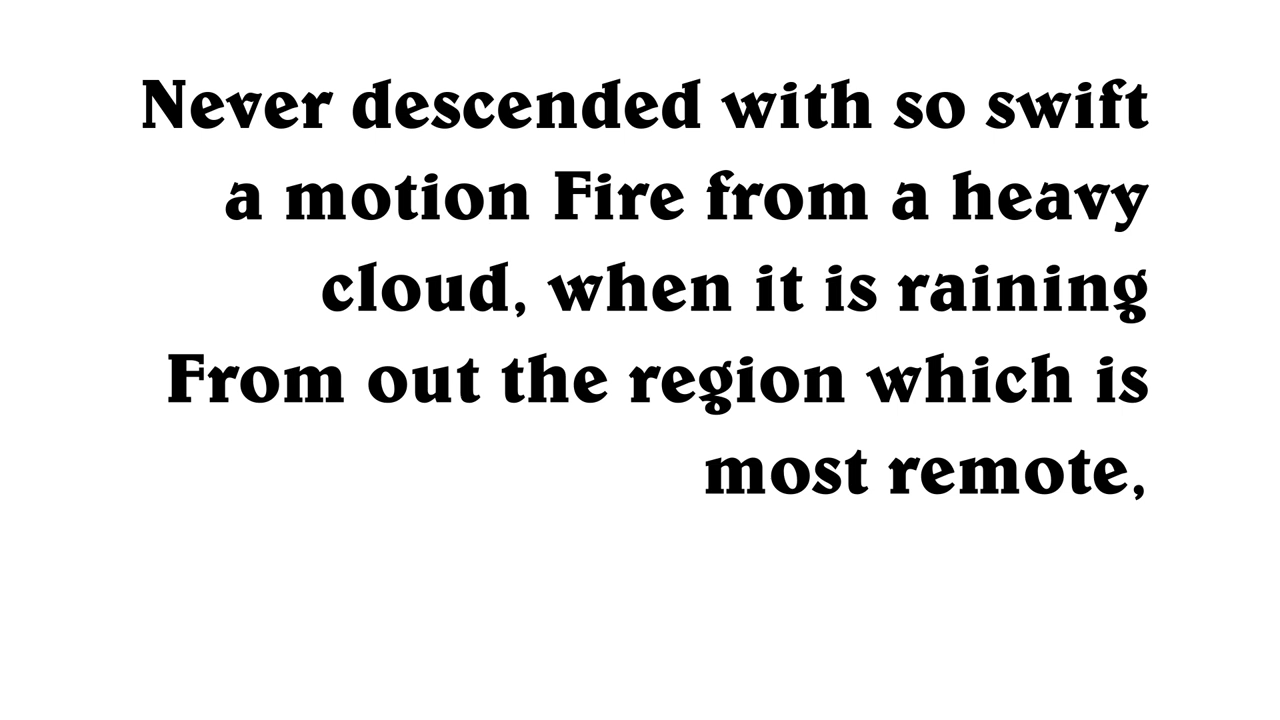 Never descended with so swift
a motion Fire from a heavy
cloud, when it is raining
From out the region which is
most remote,